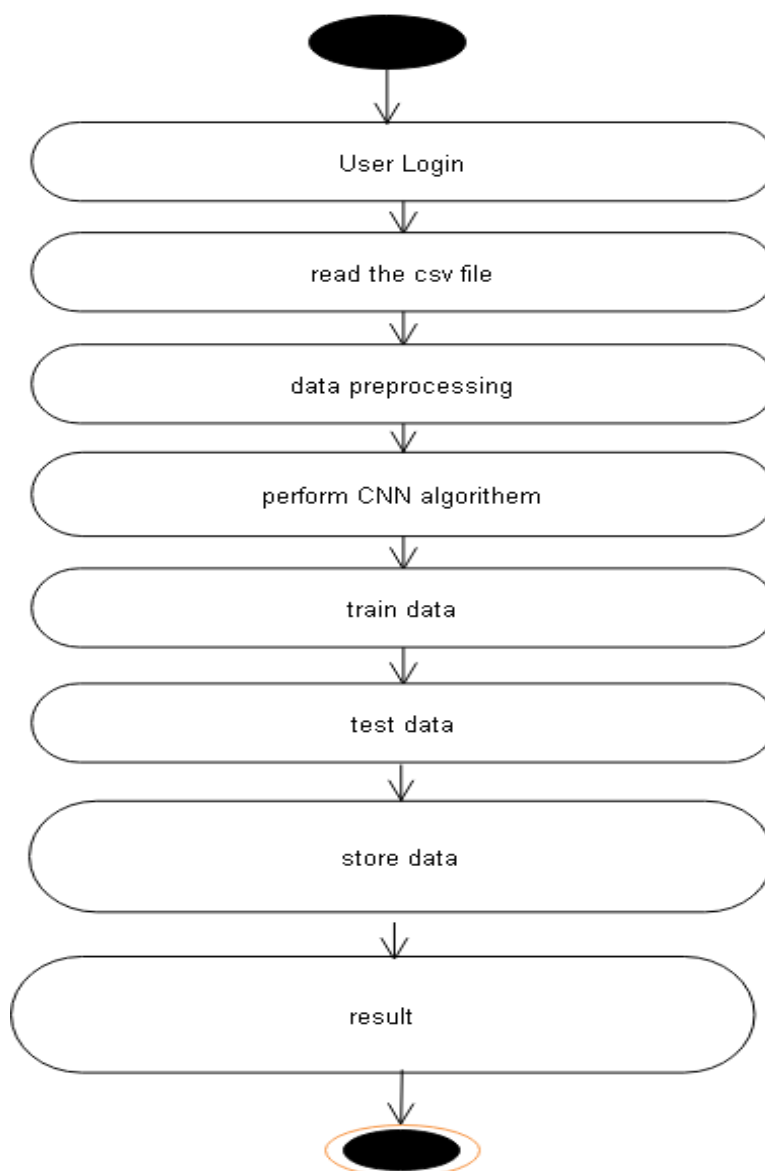 User Login
read the csv file
data preprocessing
perform CNN algorithem
train data
test data
store data
result